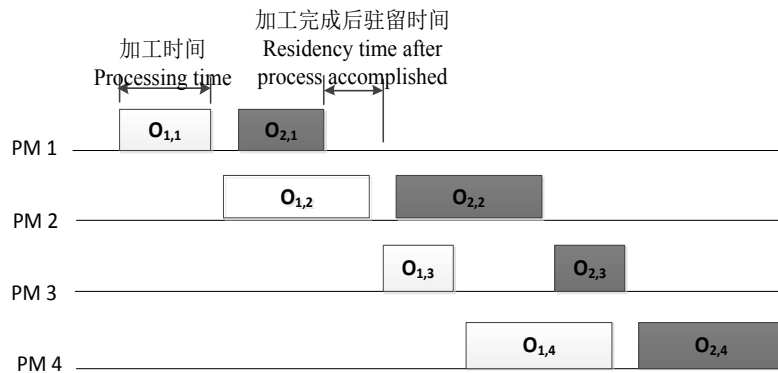 加工完成后驻留时间
加工时间
Residency time after
Processing time
process accomplished
PM 1
O1,1
O2,1
PM 2
O1,2
O2,2
PM 3
O1,3
O2,3
PM 4
O1,4
O2,4